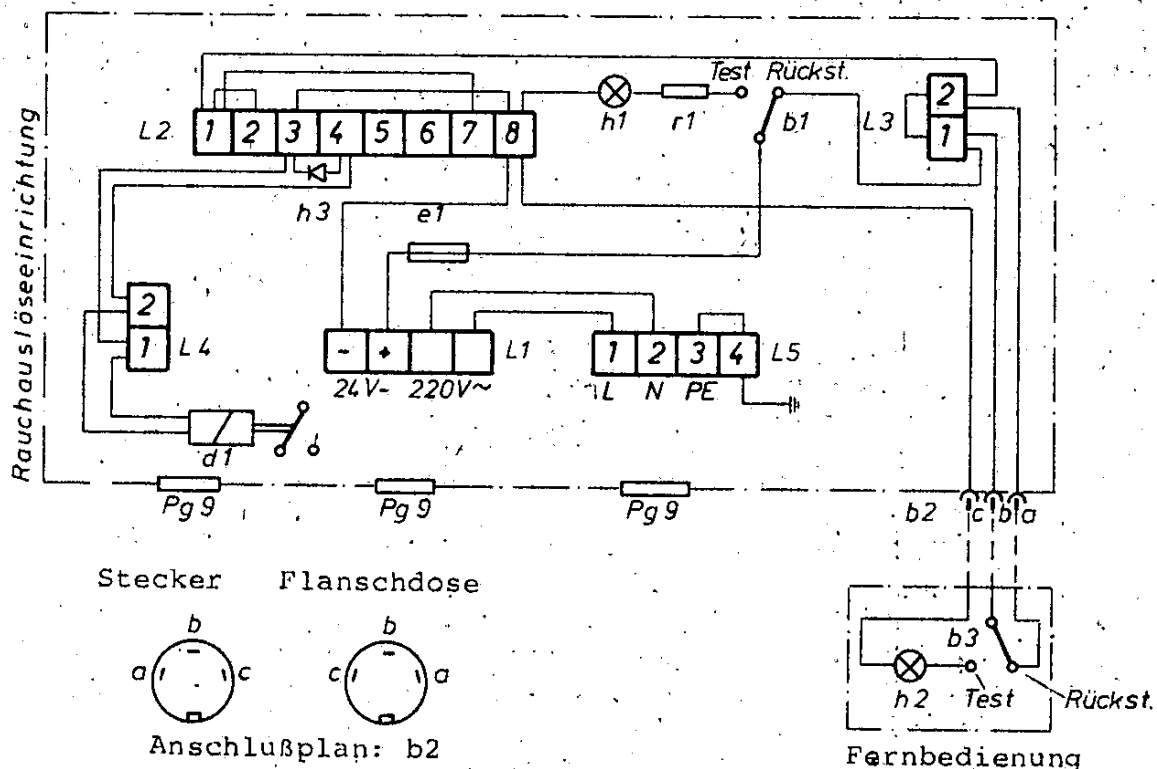 Rauchauslöseeinrichtung
Test Rückst.
L2 1 2 3 4 5 6 7 8
h1 r1 b1 L3 2
1
h3 e1
2
1 L4
- + L1 1 2 3 4 L5
24V- 220V~ L N PE
d1
Pg 9 Pg 9 Pg 9 b2 c b a
Stecker Flanschdose
b b
a c c a
Anschlußplan: b2
b3
h2 Test Rückst.
Fernbedienung